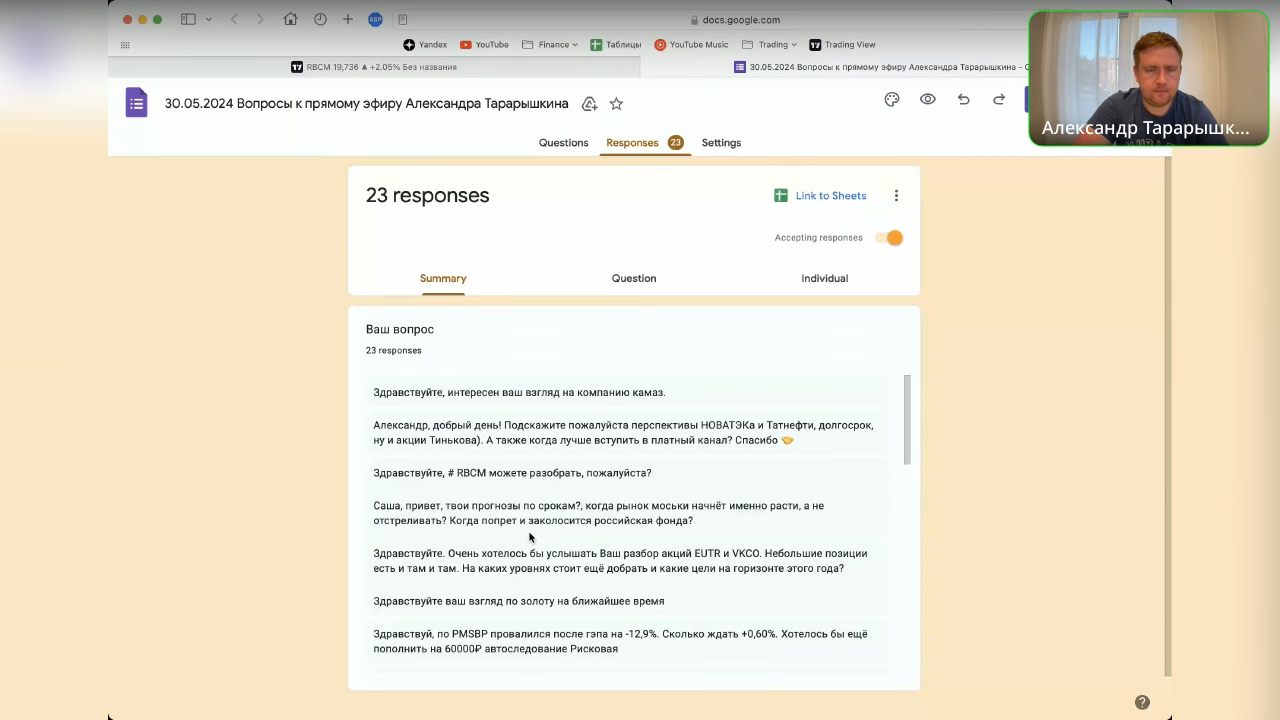 docs.google.com
Yandex
YouTube
Finance
Таблицы
YouTube Music
Trading
Trading View
RBCM 19,736 ▲ +2.05% Без названия
30.05.2024 Вопросы к прямому эфиру Александра Тарарышкина - G
30.05.2024 Вопросы к прямому эфиру Александра Тарарышкина
Александр Тарарышк...
Questions
Responses 23
Settings
23 responses
Link to Sheets
Accepting responses
Summary
Question
Individual
Ваш вопрос
23 responses
Здравствуйте, интересен ваш взгляд на компанию камаз.
Александр, добрый день! Подскажите пожалуйста перспективы НОВАТЭКа и Татнефти, долгосрок,
ну и акции Тинькова). А также когда лучше вступить в платный канал? Спасибо 🤝
Здравствуйте, # RBCM можете разобрать, пожалуйста?
Саша, привет, твои прогнозы по срокам?, когда рынок моськи начнёт именно расти, а не
отстреливать? Когда попрет и заколосится российская фонда?
Здравствуйте. Очень хотелось бы услышать Ваш разбор акций EUTR и VKCO. Небольшие позиции
есть и там и там. На каких уровнях стоит ещё добрать и какие цели на горизонте этого года?
Здравствуйте ваш взгляд по золоту на ближайшее время
Здравствуй, по PMSBP провалился после гэпа на -12,9%. Сколько ждать +0,60%. Хотелось бы ещё
пополнить на 60000₽ автоследование Рисковая